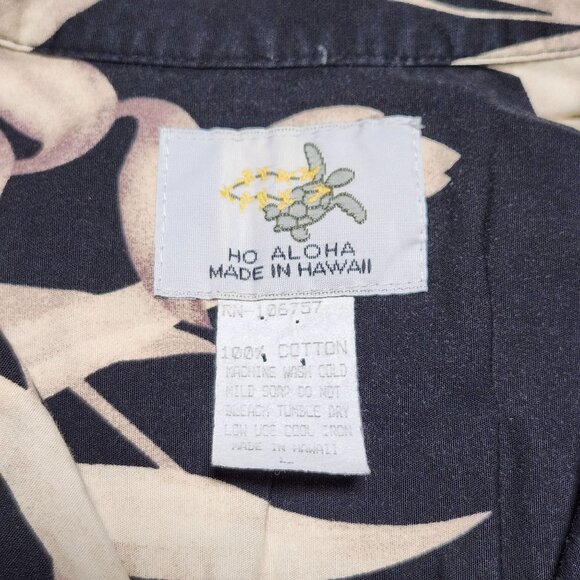 HO ALOHA
MADE IN HAWAII
RN 106757
100% COTTON
MACHINE WASH COLD
MILD SOAP DO NOT
BLEACH TUMBLE DRY
LOW USE COOL IRON
MADE IN HAWAII
L